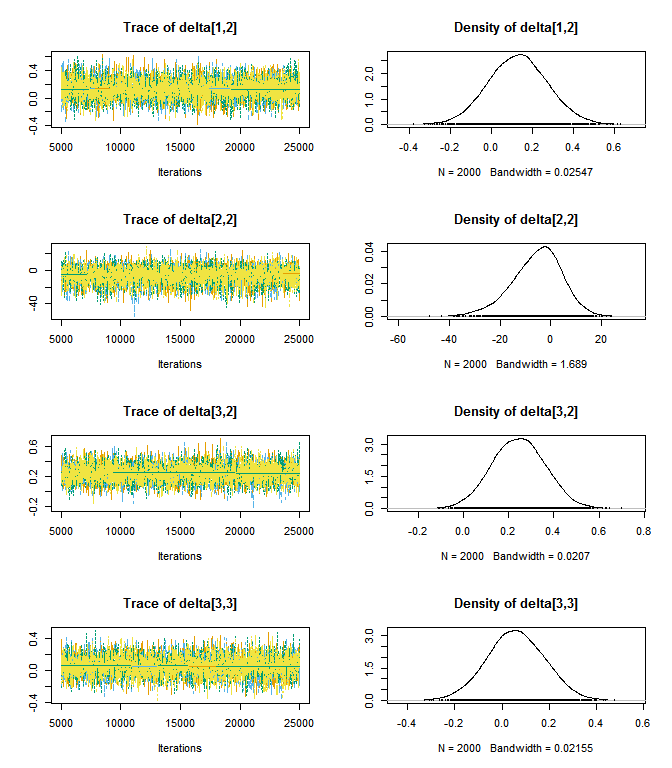 Trace of delta[1,2]
-0.4 0.0 0.4
5000 10000 15000 20000 25000
Iterations
Density of delta[1,2]
0.0 1.0 2.0
-0.4 -0.2 0.0 0.2 0.4 0.6
N = 2000 Bandwidth = 0.02547
Trace of delta[2,2]
-40 0
5000 10000 15000 20000 25000
Iterations
Density of delta[2,2]
0.00 0.02 0.04
-60 -40 -20 0 20
N = 2000 Bandwidth = 1.689
Trace of delta[3,2]
-0.2 0.2 0.6
5000 10000 15000 20000 25000
Iterations
Density of delta[3,2]
0.0 1.5 3.0
-0.2 0.0 0.2 0.4 0.6 0.8
N = 2000 Bandwidth = 0.0207
Trace of delta[3,3]
-0.4 0.0 0.4
5000 10000 15000 20000 25000
Iterations
Density of delta[3,3]
0.0 1.5 3.0
-0.4 -0.2 0.0 0.2 0.4 0.6
N = 2000 Bandwidth = 0.02155